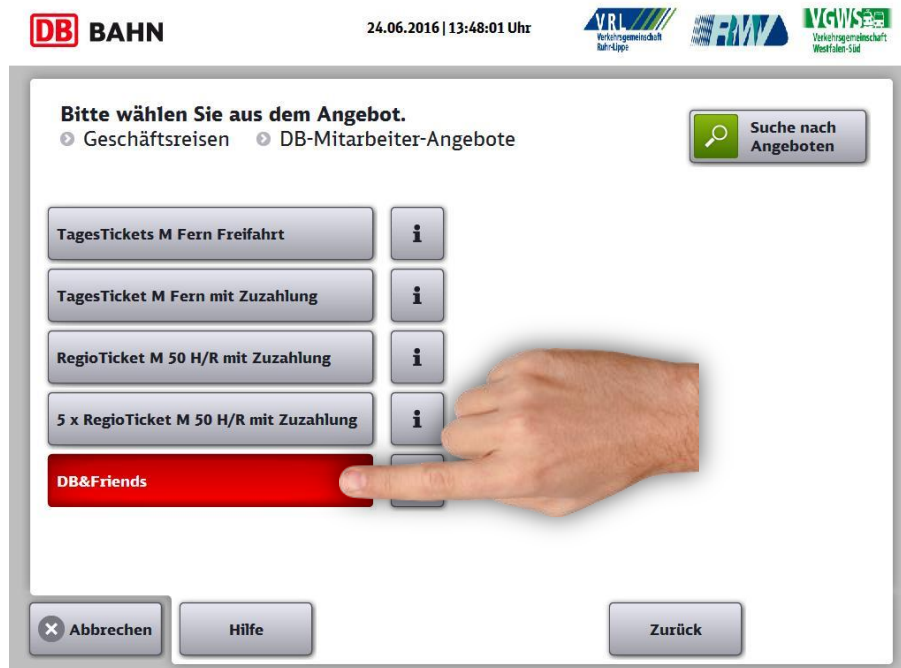 DB BAHN
24.06.2016 | 13:48:01 Uhr
VRL
Verkehrsgemeinschaft
Ruhr-Lippe
RMV
VGWS
Verkehrsgemeinschaft
Westfalen-Süd
Bitte wählen Sie aus dem Angebot.
Geschäftsreisen DB-Mitarbeiter-Angebote
Suche nach
Angeboten
TagesTickets M Fern Freifahrt i
TagesTicket M Fern mit Zuzahlung i
RegioTicket M 50 H/R mit Zuzahlung i
5 x RegioTicket M 50 H/R mit Zuzahlung i
DB&Friends
Abbrechen
Hilfe
Zurück